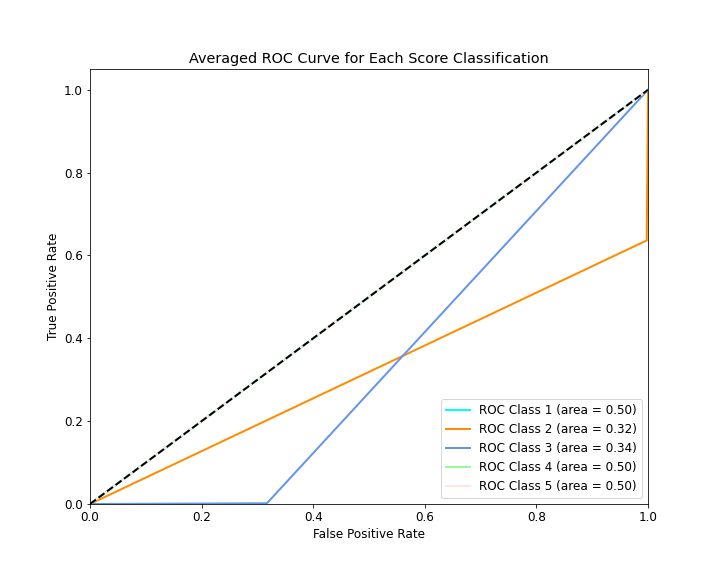 Averaged ROC Curve for Each Score Classification
1.0
0.8
0.6
0.4
0.2
0.0
True Positive Rate
ROC Class 1 (area = 0.50)
ROC Class 2 (area = 0.32)
ROC Class 3 (area = 0.34)
ROC Class 4 (area = 0.50)
ROC Class 5 (area = 0.50)
0.0 0.2 0.4 0.6 0.8 1.0
False Positive Rate